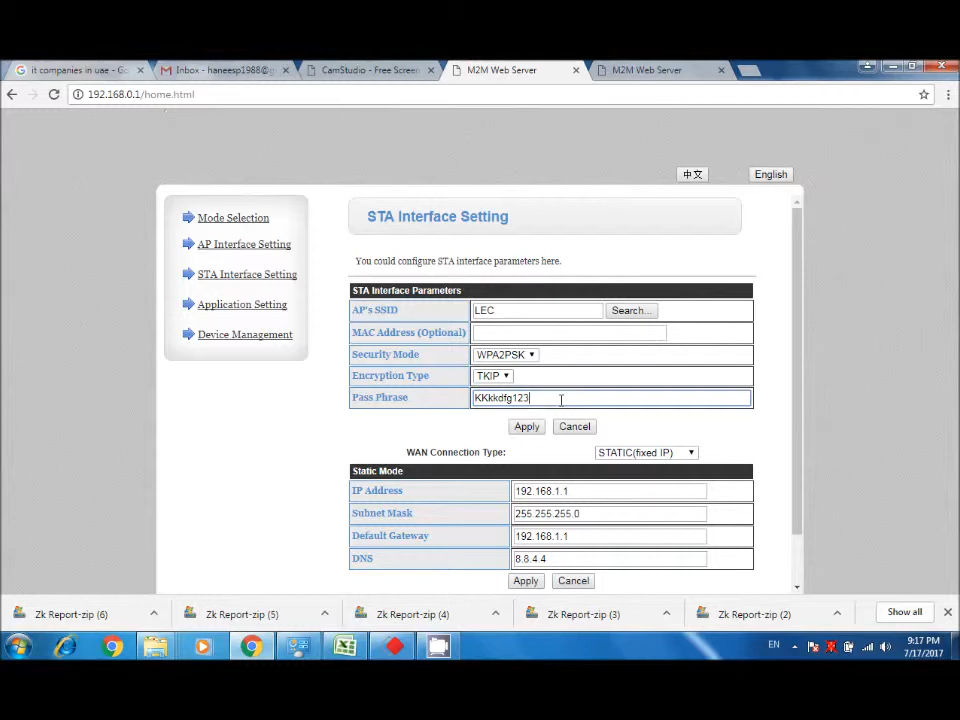 it companies in uae - Go
Inbox - haneesp1988@g
CamStudio - Free Screen
M2M Web Server
M2M Web Server
192.168.0.1/home.html
中文
English
Mode Selection
AP Interface Setting
STA Interface Setting
Application Setting
Device Management
STA Interface Setting
You could configure STA interface parameters here.
STA Interface Parameters
AP's SSID LEC Search...
MAC Address (Optional)
Security Mode WPA2PSK
Encryption Type TKIP
Pass Phrase KKkkdfg123
Apply Cancel
WAN Connection Type: STATIC(fixed IP)
Static Mode
IP Address 192.168.1.1
Subnet Mask 255.255.255.0
Default Gateway 192.168.1.1
DNS 8.8.4.4
Apply Cancel
Zk Report-zip (6)
Zk Report-zip (5)
Zk Report-zip (4)
Zk Report-zip (3)
Zk Report-zip (2)
Show all
EN
9:17 PM
7/17/2017